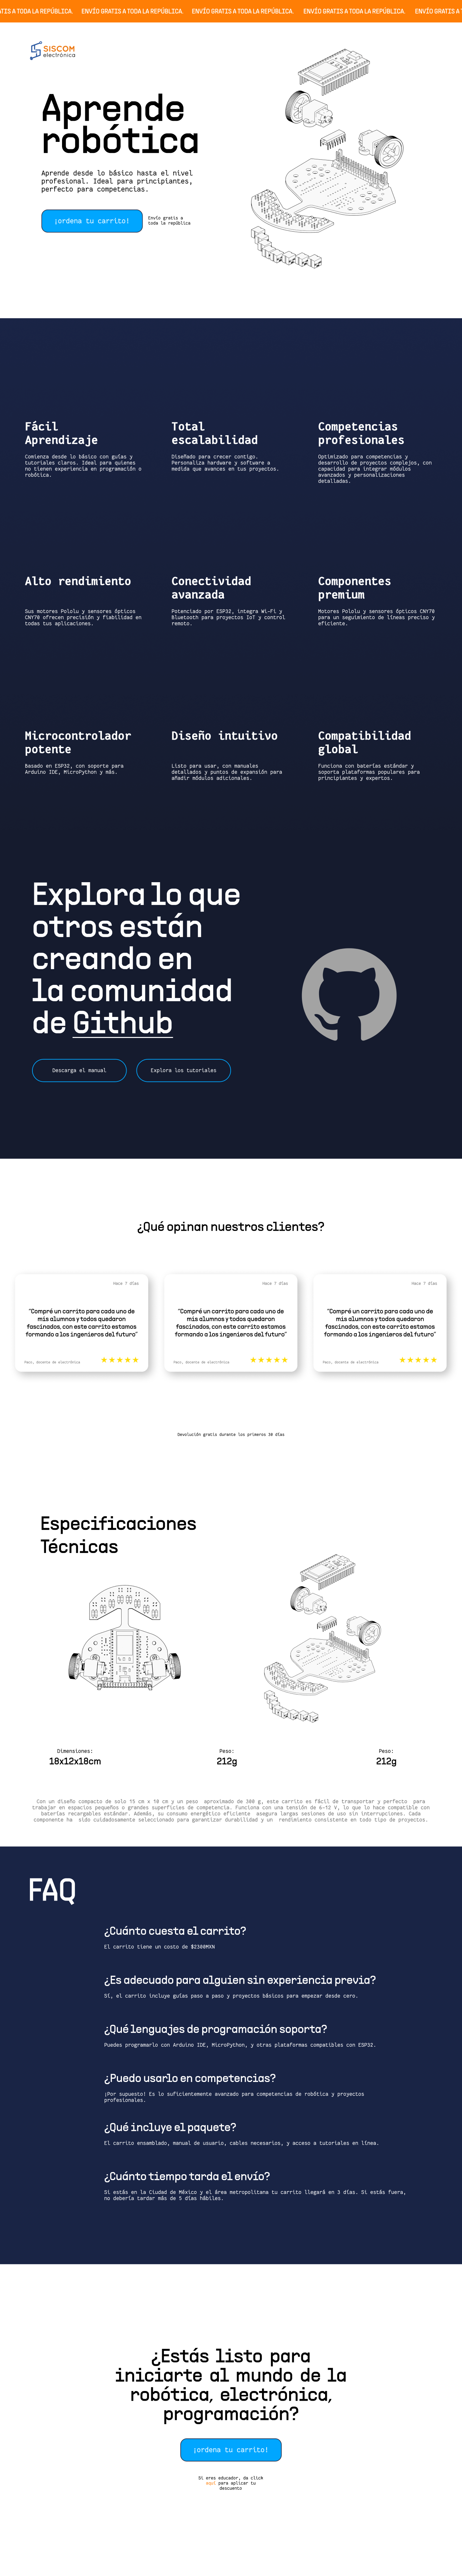 ATIS A TODA LA REPÚBLICA. ENVÍO GRATIS A TODA LA REPÚBLICA. ENVÍO GRATIS A TODA LA REPÚBLICA. ENVÍO GRATIS A TODA LA REPÚBLICA. ENVÍO GRATIS A T
SISCOM
electrónica
Aprende
robótica
Aprende desde lo básico hasta el nivel
profesional. Ideal para principiantes,
perfecto para competencias.
¡ordena tu carrito!
Envío gratis a
toda la república
Fácil
Aprendizaje
Comienza desde lo básico con guías y
tutoriales claros. Ideal para quienes
no tienen experiencia en programación o
robótica.
Total
escalabilidad
Diseñado para crecer contigo.
Personaliza hardware y software a
medida que avances en tus proyectos.
Competencias
profesionales
Optimizado para competencias y
desarrollo de proyectos complejos, con
capacidad para integrar módulos
avanzados y personalizaciones
detalladas.
Alto rendimiento
Sus motores Pololu y sensores ópticos
CNY70 ofrecen precisión y fiabilidad en
todas tus aplicaciones.
Conectividad
avanzada
Potenciado por ESP32, integra Wi-Fi y
Bluetooth para proyectos IoT y control
remoto.
Componentes
premium
Motores Pololu y sensores ópticos CNY70
para un seguimiento de líneas preciso y
eficiente.
Microcontrolador
potente
Basado en ESP32, con soporte para
Arduino IDE, MicroPython y más.
Diseño intuitivo
Listo para usar, con manuales
detallados y puntos de expansión para
añadir módulos adicionales.
Compatibilidad
global
Funciona con baterías estándar y
soporta plataformas populares para
principiantes y expertos.
Explora lo que
otros están
creando en
la comunidad
de Github
Descarga el manual
Explora los tutoriales
¿Qué opinan nuestros clientes?
Hace 7 días
"Compré un carrito para cada uno de
mis alumnos y todos quedaron
fascinados, con este carrito estamos
formando a los ingenieros del futuro"
Paco, docente de electrónica
Hace 7 días
"Compré un carrito para cada uno de
mis alumnos y todos quedaron
fascinados, con este carrito estamos
formando a los ingenieros del futuro"
Paco, docente de electrónica
Hace 7 días
"Compré un carrito para cada uno de
mis alumnos y todos quedaron
fascinados, con este carrito estamos
formando a los ingenieros del futuro"
Paco, docente de electrónica
Devolución gratis durante los primeros 30 días
Especificaciones
Técnicas
Dimensiones:
18x12x18cm
Peso:
212g
Peso:
212g
Con un diseño compacto de solo 15 cm x 10 cm y un peso aproximado de 300 g, este carrito es fácil de transportar y perfecto para
trabajar en espacios pequeños o grandes superficies de competencia. Funciona con una tensión de 6-12 V, lo que lo hace compatible con
baterías recargables estándar. Además, su consumo energético eficiente asegura largas sesiones de uso sin interrupciones. Cada
componente ha sido cuidadosamente seleccionado para garantizar durabilidad y un rendimiento consistente en todo tipo de proyectos.
FAQ
¿Cuánto cuesta el carrito?
El carrito tiene un costo de $2300MXN
¿Es adecuado para alguien sin experiencia previa?
Sí, el carrito incluye guías paso a paso y proyectos básicos para empezar desde cero.
¿Qué lenguajes de programación soporta?
Puedes programarlo con Arduino IDE, MicroPython, y otras plataformas compatibles con ESP32.
¿Puedo usarlo en competencias?
¡Por supuesto! Es lo suficientemente avanzado para competencias de robótica y proyectos
profesionales.
¿Qué incluye el paquete?
El carrito ensamblado, manual de usuario, cables necesarios, y acceso a tutoriales en línea.
¿Cuánto tiempo tarda el envío?
Si estás en la Ciudad de México y el área metropolitana tu carrito llegará en 3 días. Si estás fuera,
no debería tardar más de 5 días hábiles.
¿Estás listo para
iniciarte al mundo de la
robótica, electrónica,
programación?
¡ordena tu carrito!
Si eres educador, da click
aquí para aplicar tu
descuento